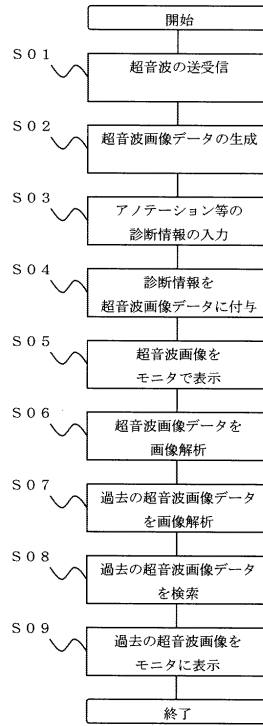 開始
S01
超音波の送受信
S02
超音波画像データの生成
S03
アノテーション等の
診断情報の入力
S04
診断情報を
超音波画像データに付与
S05
超音波画像を
モニタで表示
S06
超音波画像データを
画像解析
S07
過去の超音波画像データ
を画像解析
S08
過去の超音波画像データ
を検索
S09
過去の超音波画像を
モニタに表示
終了